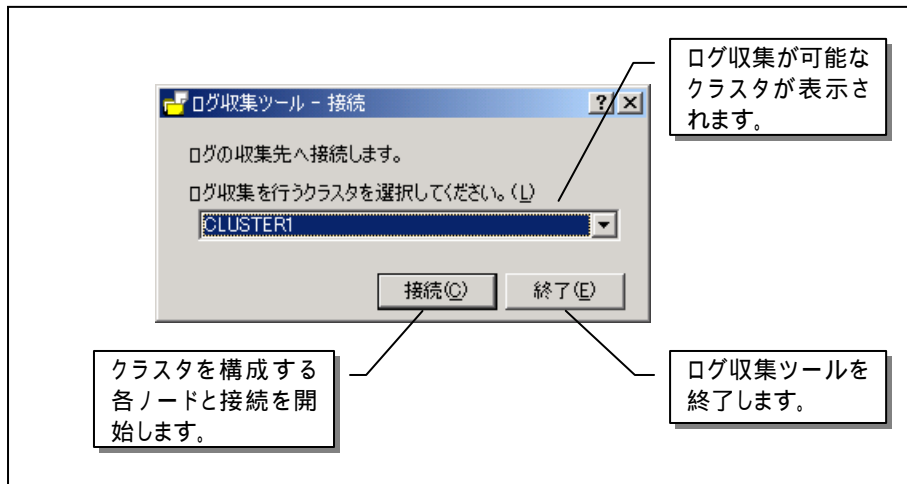 ログ収集が可能な
クラスタが表示さ
れます。
ログ収集ツール - 接続
ログの収集先へ接続します。
ログ収集を行うクラスタを選択してください。(L)
CLUSTER1
接続(C)
終了(E)
クラスタを構成する
各ノードと接続を開
始します。
ログ収集ツールを
終了します。